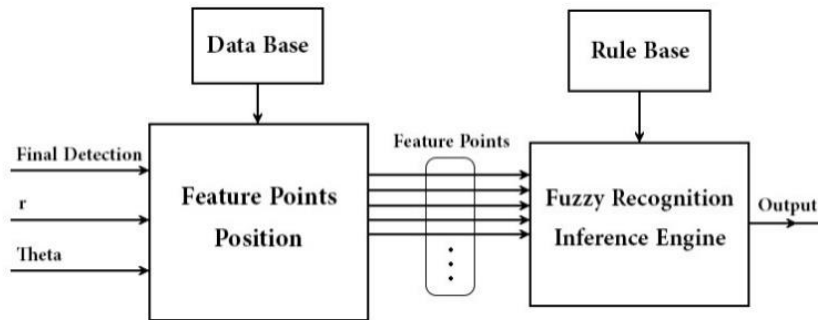 Data Base
Rule Base
Final Detection
r
Theta
Feature Points
Position
Feature Points
Fuzzy Recognition
Inference Engine
Output